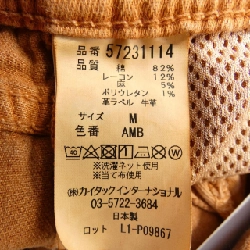 品番 57231114
品質 綿 82%
レーヨン 12%
麻 5%
ポリウレタン 1%
革ラベル 牛革
サイズ M
色番 AMB
※洗濯ネット使用
※当て布使用
㈱カイタックインターナショナル
03-5722-3684
日本製
ロット L1-P09867